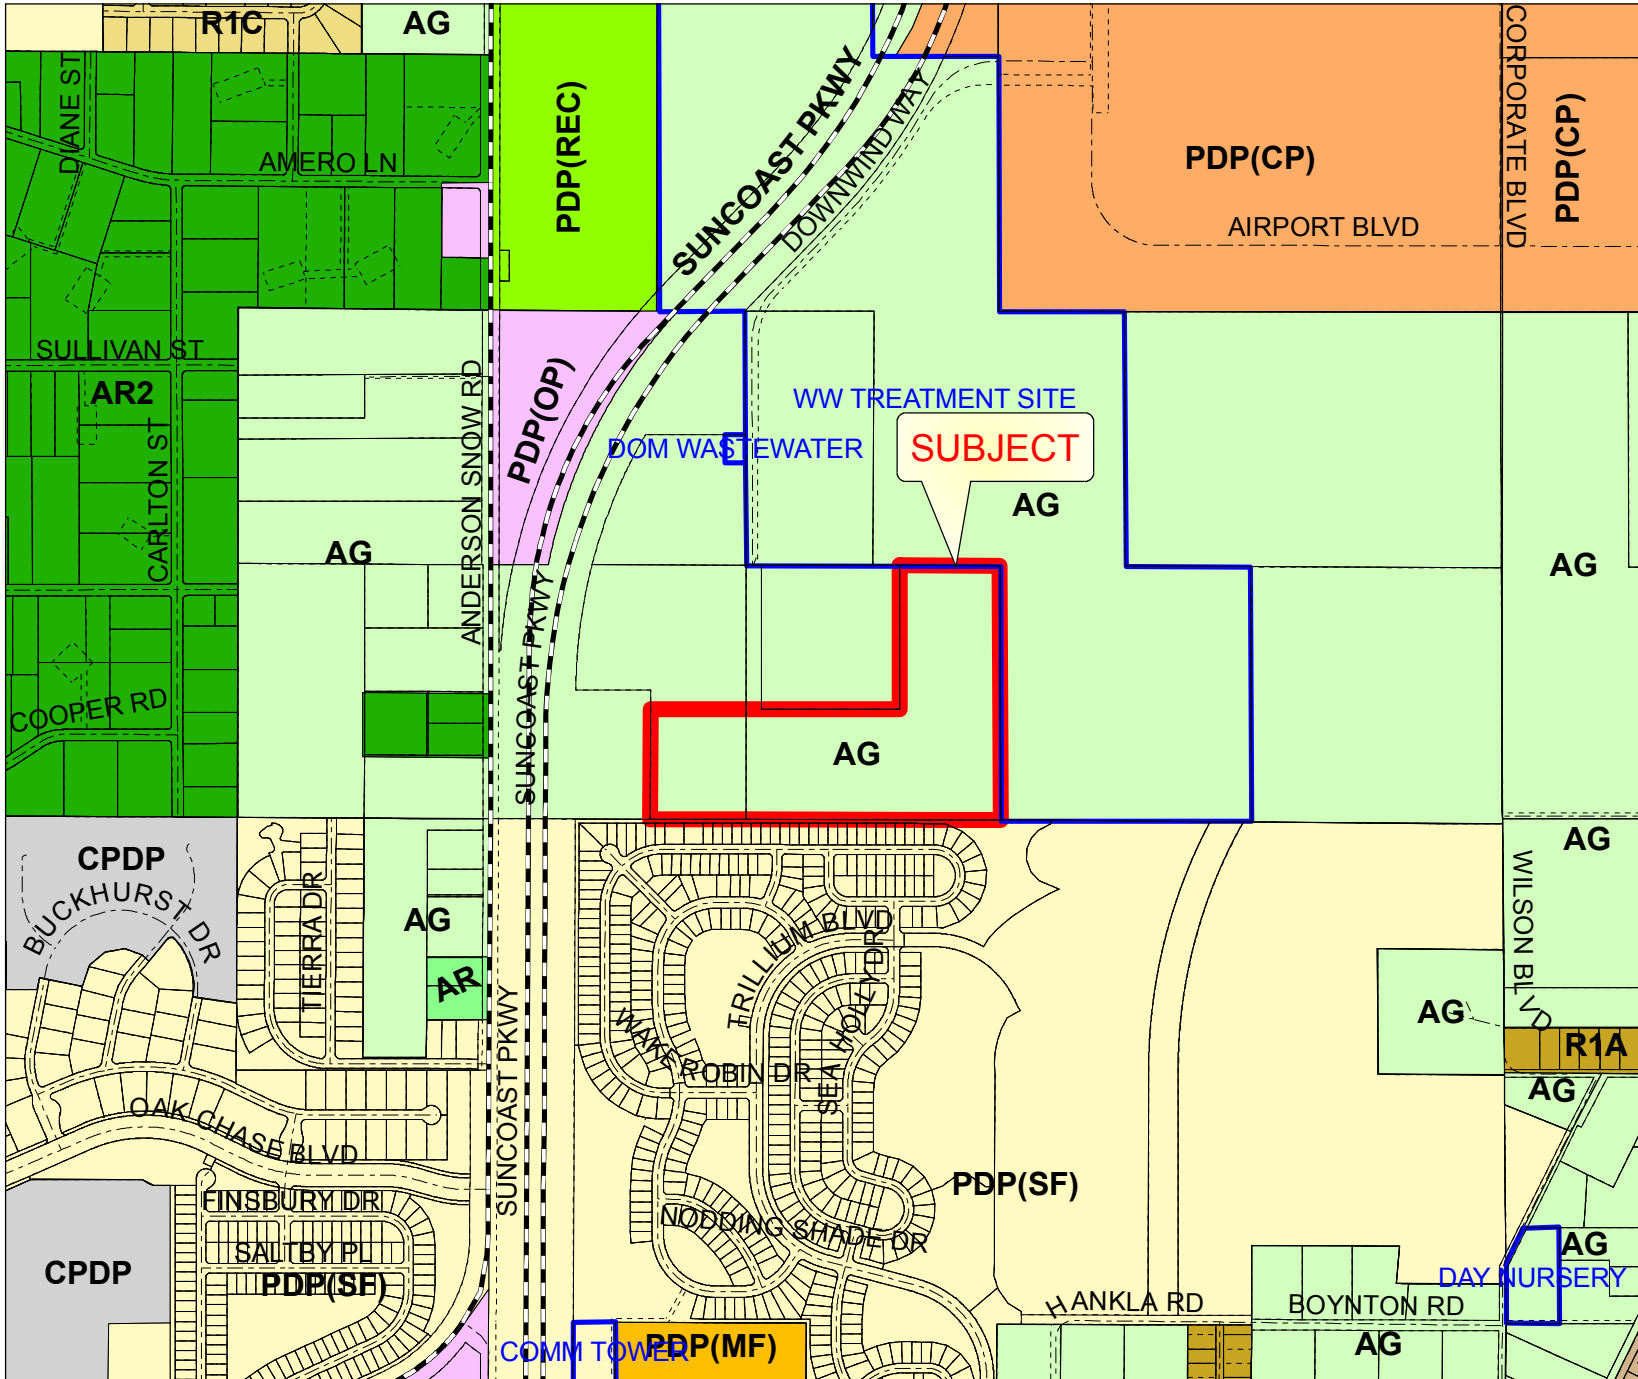 R1C
AG
DIANE ST
AMERO LN
PDP(REC)
SUNCOAST PKWY
DOWNWIND WAY
PDP(CP)
AIRPORT BLVD
CORPORATE BLVD
PDP(CP)
SULLIVAN ST
AR2
CARLTON ST
ANDERSON SNOW RD
PDP(OP)
WW TREATMENT SITE
DOM WASTEWATER
SUBJECT
AG
AG
AG
COOPER RD
SUNCOAST PKWY
AG
CPDP
BUCKHURST DR
TIERRA DR
AG
AR
TRILLIUM BLVD
SEA HOLLY DR
WAKE ROBIN DR
AG
WILSON BLVD
AG
R1A
AG
OAK CHASE BLVD
SUNCOAST PKWY
PDP(SF)
FINSBURY DR
NODDING SHADE DR
SALTBY PL
CPDP
PDP(SF)
AG
DAY NURSERY
HANKLA RD
BOYNTON RD
COMM TOWER
PDP(MF)
AG